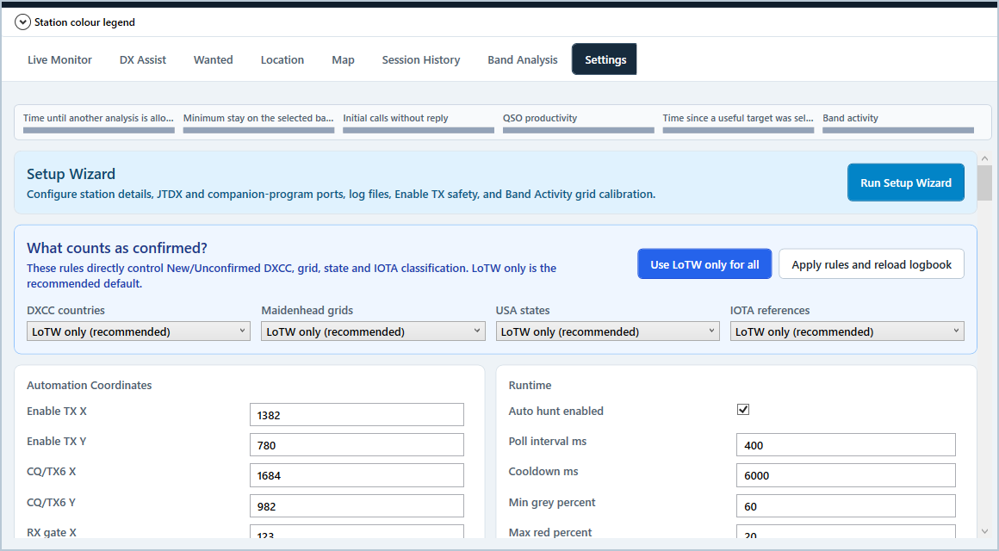 Station colour legend
Live Monitor DX Assist Wanted Location Map Session History Band Analysis Settings
Time until another analysis is allo... Minimum stay on the selected ba... Initial calls without reply QSO productivity Time since a useful target was sel... Band activity
Setup Wizard
Configure station details, JTDX and companion-program ports, log files, Enable TX safety, and Band Activity grid calibration.
Run Setup Wizard
What counts as confirmed?
These rules directly control New/Unconfirmed DXCC, grid, state and IOTA classification. LoTW only is the
recommended default.
Use LoTW only for all Apply rules and reload logbook
DXCC countries Maidenhead grids USA states IOTA references
LoTW only (recommended) LoTW only (recommended) LoTW only (recommended) LoTW only (recommended)
Automation Coordinates
Enable TX X 1382
Enable TX Y 780
CQ/TX6 X 1684
CQ/TX6 Y 982
RX gate X 123
Runtime
Auto hunt enabled
Poll interval ms 400
Cooldown ms 6000
Min grey percent 60
Max red percent 20